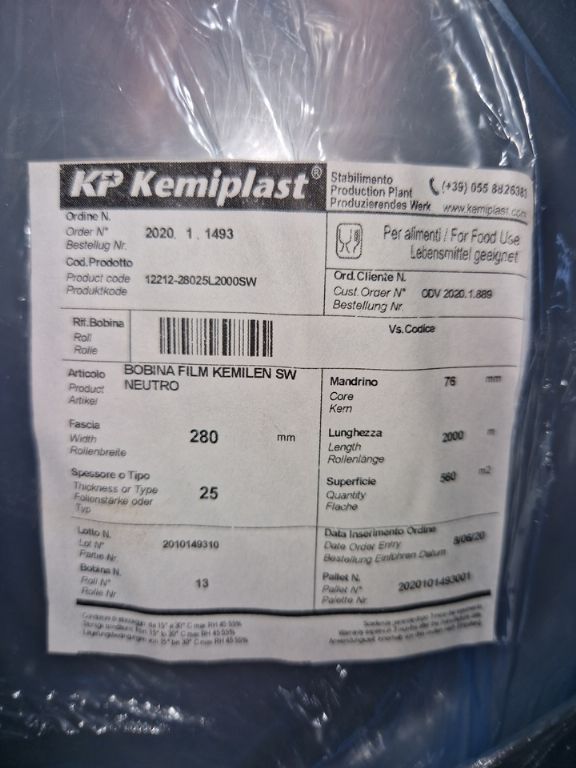 KP Kemiplast®
Stabilimento
Production Plant
Produzierendes Werk
(+39) 055 8826383
www.kemiplast.com
Ordine N.
Order N°
Bestellug Nr.
2020. 1. 1493
Per alimenti / For Food Use
Lebensmittel geeignet
Cod. Prodotto
Product code
Produktkode
12212-28025L2000SW
Ord. Cliente N.
Cust. Order N°
Bestellung Nr
ODV 2020.1.889
Rif. Bobina
Roll
Rolle
Vs. Codice
Articolo
Product
Artikel
BOBINA FILM KEMILEN SW
NEUTRO
Mandrino
Core
Kern
76 mm
Fascia
Width
Rollenbreite
280 mm
Lunghezza
Length
Rollenlänge
2000 m
Spessore o Tipo
Thickness or Type
Folienstärke oder
Typ
25
Superficie
Quantity
Flache
560 m2
Lotto N.
Lot N°
Partie Nr.
2010149310
Data Inserimento Ordine
Date Order Entry
Bestellung Einführen Datum
9/06/20
Bobina N.
Roll N°
Rolle Nr
13
Pallet N.
Pallet N°
Palette Nr
2020101493001